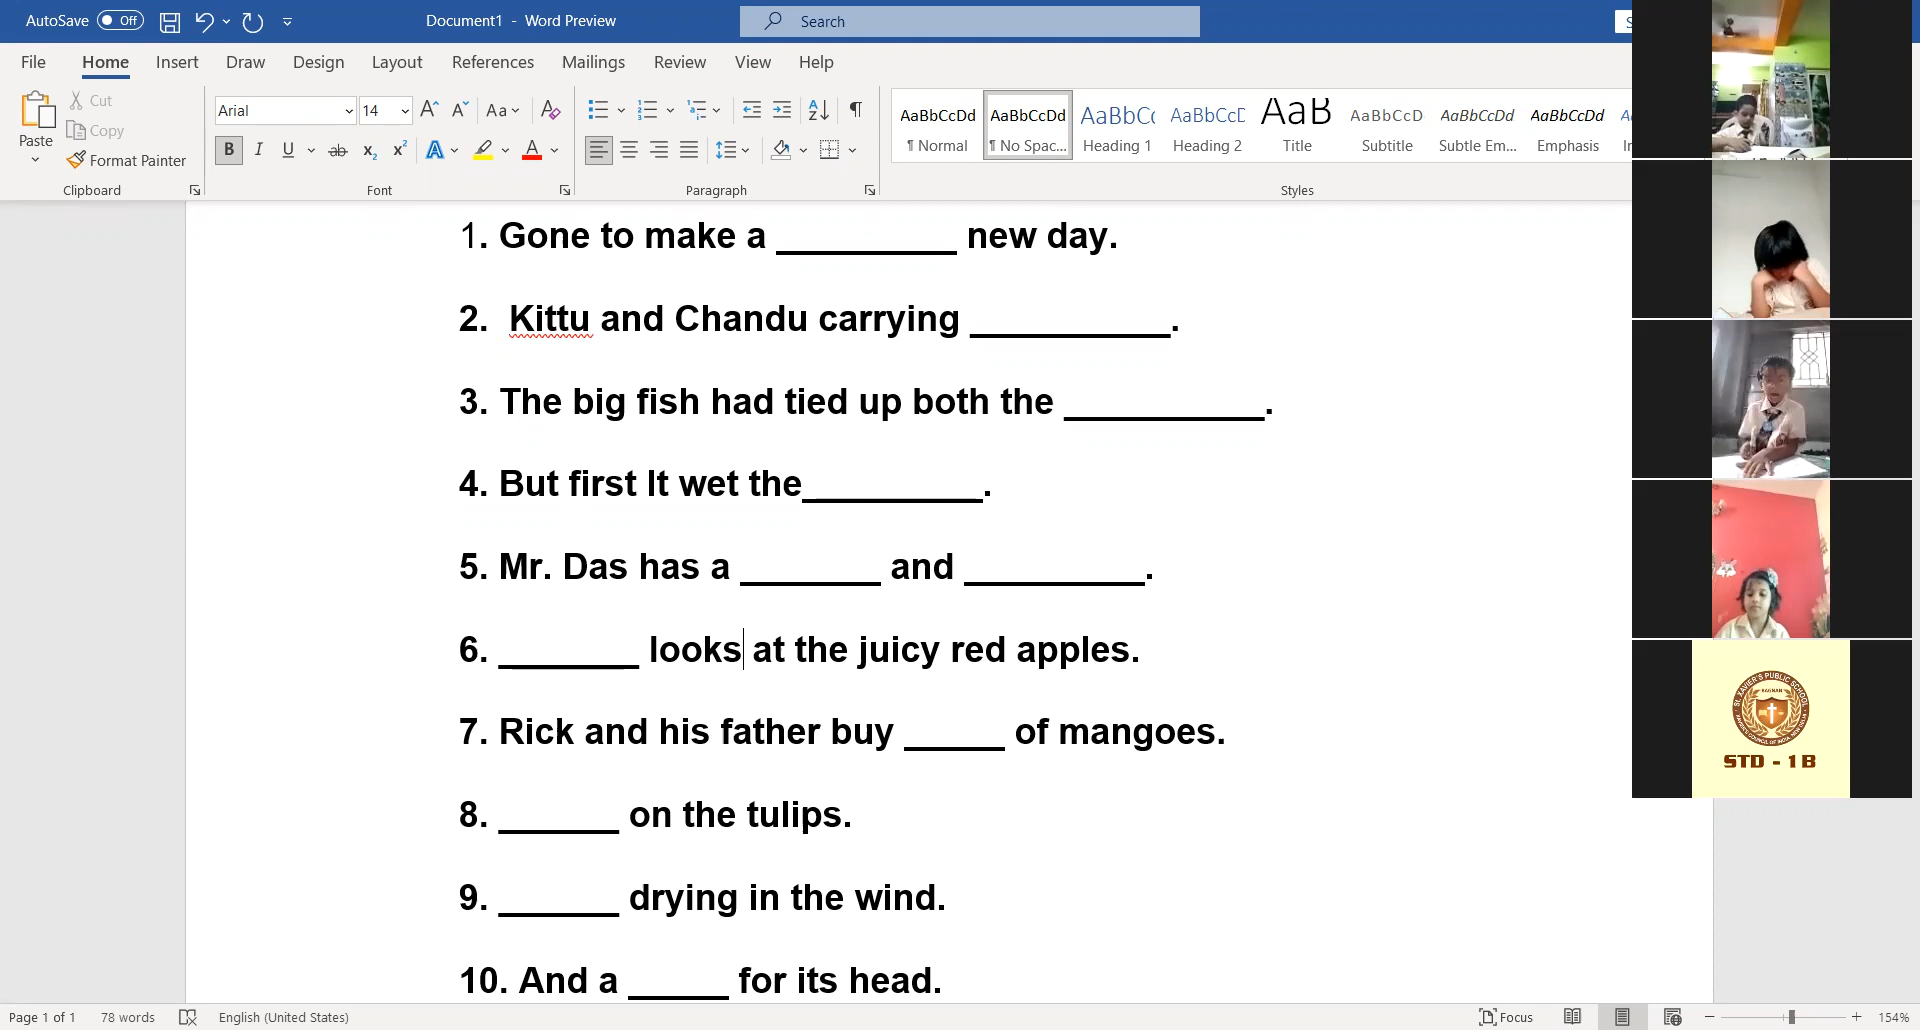 AutoSave Off Document1 - Word Preview Search
File Home Insert Draw Design Layout References Mailings Review View Help
Paste Cut Copy Format Painter
Clipboard
Arial 14
Font
Paragraph
AaBbCcDd AaBbCcDd AaBbCc AaBbCcD AaB AaBbCcD AaBbCcDd AaBbCcDd
¶ Normal ¶ No Spac... Heading 1 Heading 2 Title Subtitle Subtle Em... Emphasis
Styles
1. Gone to make a _________ new day.
2. Kittu and Chandu carrying __________.
3. The big fish had tied up both the __________.
4. But first It wet the_________.
5. Mr. Das has a _______ and _________.
6. _______ looks at the juicy red apples.
7. Rick and his father buy _____ of mangoes.
8. ______ on the tulips.
9. ______ drying in the wind.
10. And a _____ for its head.
ST. XAVIER'S PUBLIC SCHOOL
BAGNAN
STD - 1 B
Page 1 of 1 78 words English (United States) Focus 154%